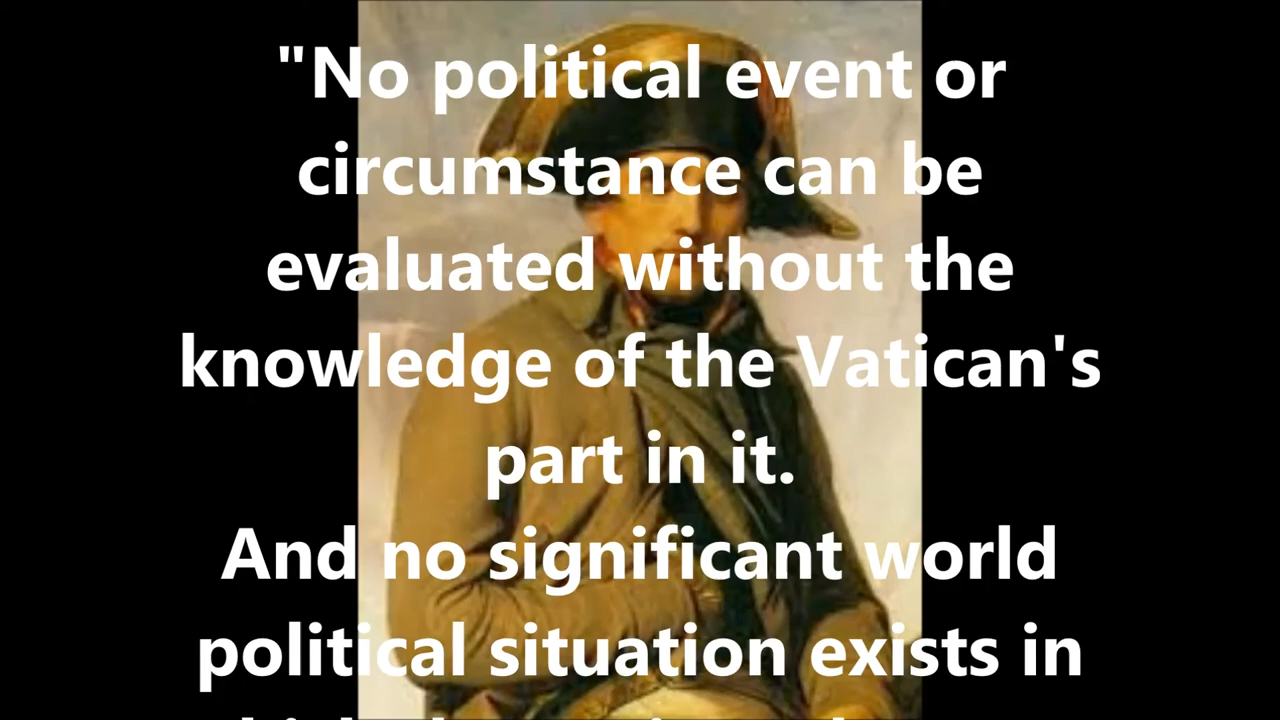 "No political event or
circumstance can be
evaluated without the
knowledge of the Vatican's
part in it.
And no significant world
political situation exists in